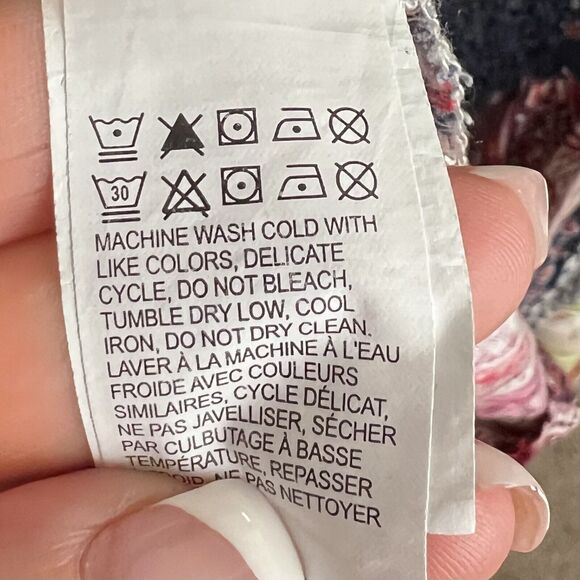 30
MACHINE WASH COLD WITH
LIKE COLORS, DELICATE
CYCLE, DO NOT BLEACH,
TUMBLE DRY LOW, COOL
IRON, DO NOT DRY CLEAN.
LAVER À LA MACHINE À L'EAU
FROIDE AVEC COULEURS
SIMILAIRES, CYCLE DÉLICAT,
NE PAS JAVELLISER, SÉCHER
PAR CULBUTAGE À BASSE
TEMPÉRATURE, REPASSER
NE PAS NETTOYER